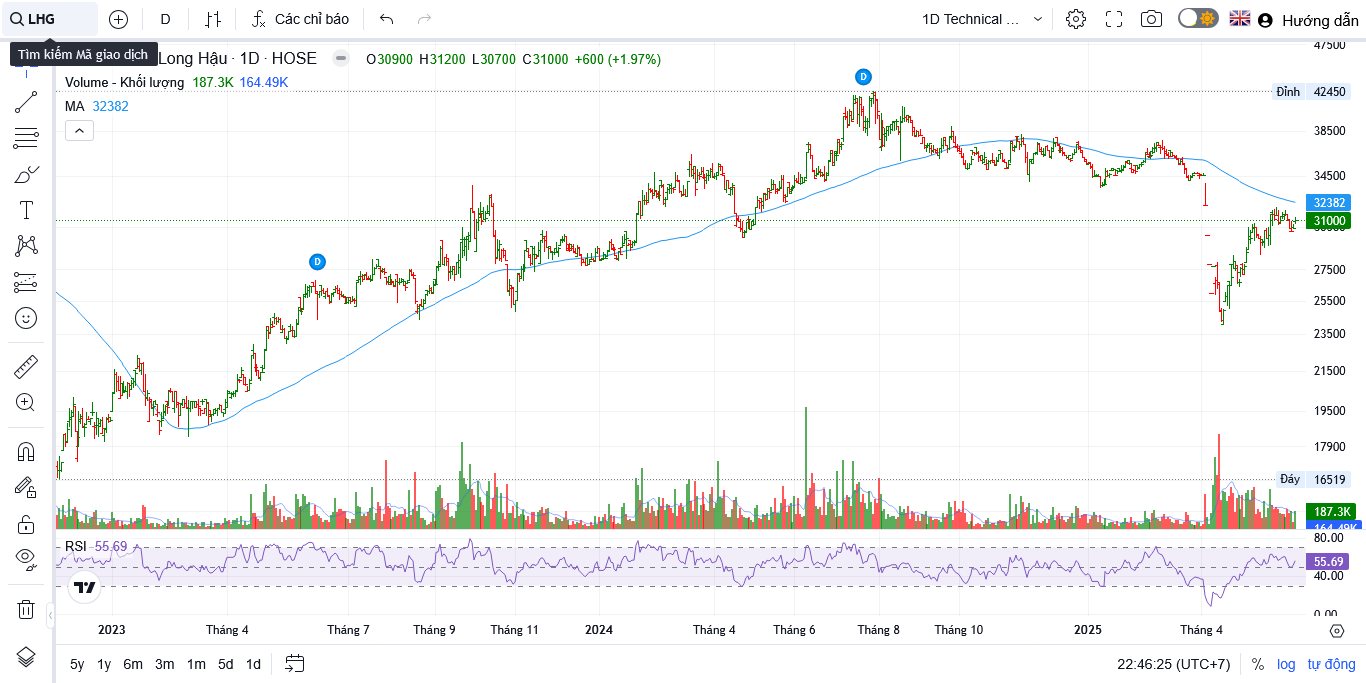 LHG
D
Các chỉ báo
1D Technical ...
Hướng dẫn
Tìm kiếm Mã giao dịch
Long Hậu · 1D · HOSE
O30900 H31200 L30700 C31000 +600 (+1.97%)
Volume - Khối lượng 187.3K 164.49K
MA 32382
D
D
47500
Đỉnh 42450
38500
34500
32382
31000
27500
25500
23500
21500
19500
17900
Đáy 16519
187.3K
164.49K
RSI 55.69
80.00
55.69
40.00
0.00
2023 Tháng 4 Tháng 7 Tháng 9 Tháng 11 2024 Tháng 4 Tháng 6 Tháng 8 Tháng 10 2025 Tháng 4
5y 1y 6m 3m 1m 5d 1d
22:46:25 (UTC+7) % log tự động